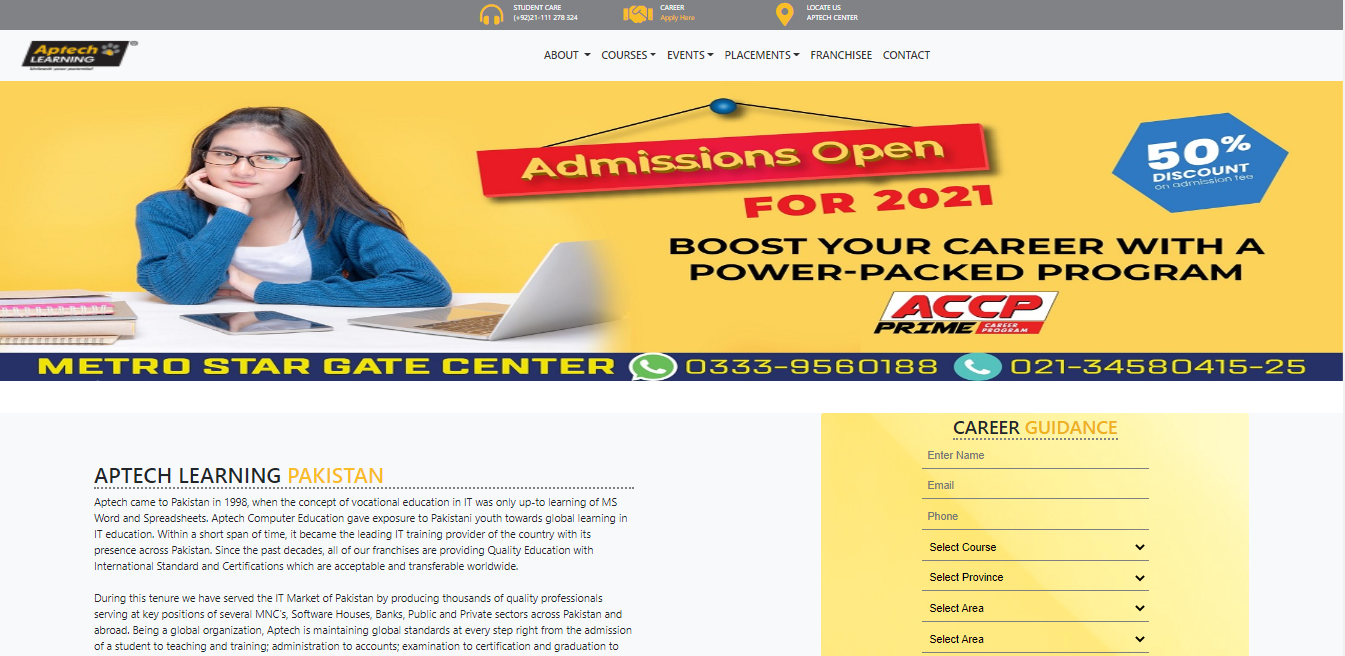 STUDENT CARE
(+92)21-111 278 324
CAREER
Apply Here
LOCATE US
APTECH CENTER
Aptech
LEARNING
Unleash your potential
ABOUT COURSES EVENTS PLACEMENTS FRANCHISEE CONTACT
Admissions Open
FOR 2021
50%
DISCOUNT
on admission fee
BOOST YOUR CAREER WITH A
POWER-PACKED PROGRAM
ACCP
PRIME CAREER
PROGRAM
METRO STAR GATE CENTER 0333-9560188 021-34580415-25
APTECH LEARNING PAKISTAN
Aptech came to Pakistan in 1998, when the concept of vocational education in IT was only up-to learning of MS
Word and Spreadsheets. Aptech Computer Education gave exposure to Pakistani youth towards global learning in
IT education. Within a short span of time, it became the leading IT training provider of the country with its
presence across Pakistan. Since the past decades, all of our franchises are providing Quality Education with
International Standard and Certifications which are acceptable and transferable worldwide.
During this tenure we have served the IT Market of Pakistan by producing thousands of quality professionals
serving at key positions of several MNC's, Software Houses, Banks, Public and Private sectors across Pakistan and
abroad. Being a global organization, Aptech is maintaining global standards at every step right from the admission
of a student to teaching and training; administration to accounts; examination to certification and graduation to
CAREER GUIDANCE
Enter Name
Email
Phone
Select Course
Select Province
Select Area
Select Area